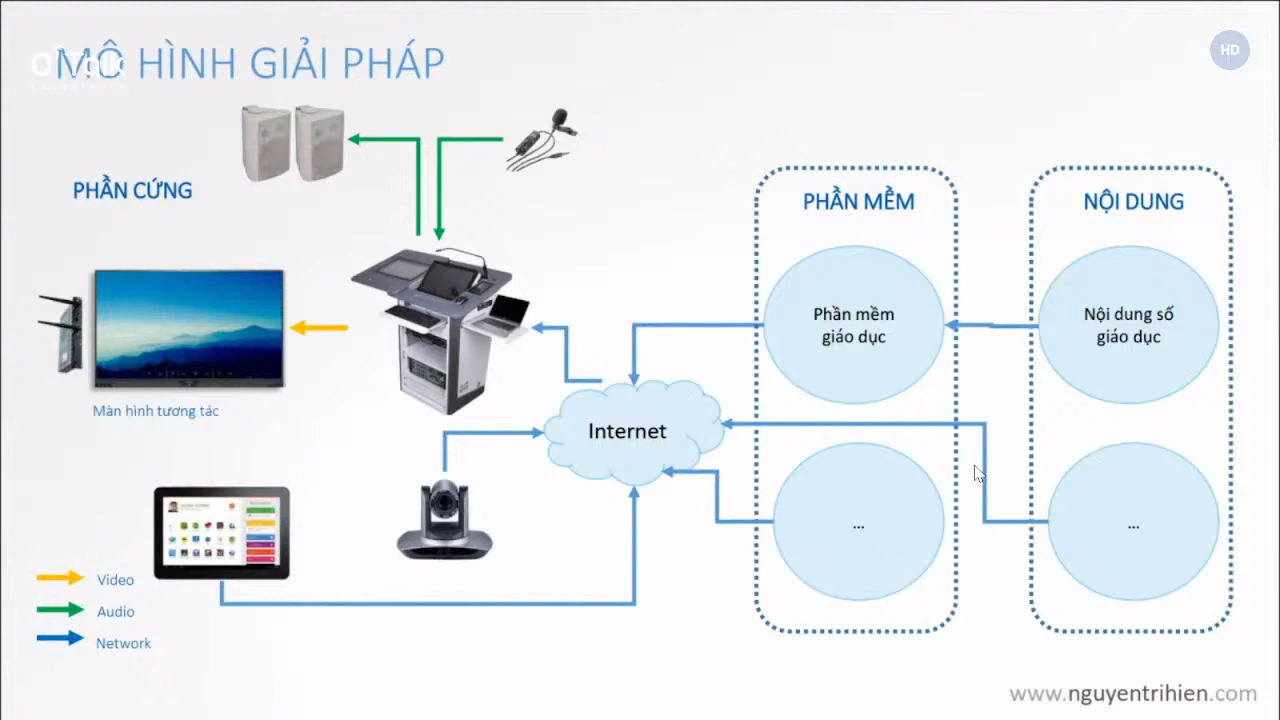 MÔ HÌNH GIẢI PHÁP
HD
PHẦN CỨNG
PHẦN MỀM
NỘI DUNG
Phần mềm
giáo dục
Nội dung số
giáo dục
Màn hình tương tác
Internet
...
...
Video
Audio
Network
www.nguyentrihien.com